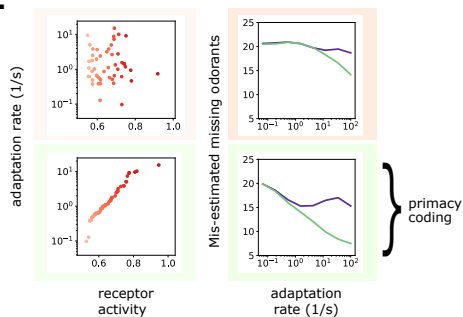 adaptation rate (1/s)
10¹
10⁰
10⁻¹
0.6 0.8 1.0
Mis-estimated missing odorants
25
20
15
10
5
10⁻¹ 10⁰ 10¹ 10²
10¹
10⁰
10⁻¹
0.6 0.8 1.0
receptor
activity
25
20
15
10
5
10⁻¹ 10⁰ 10¹ 10²
adaptation
rate (1/s)
primacy
coding